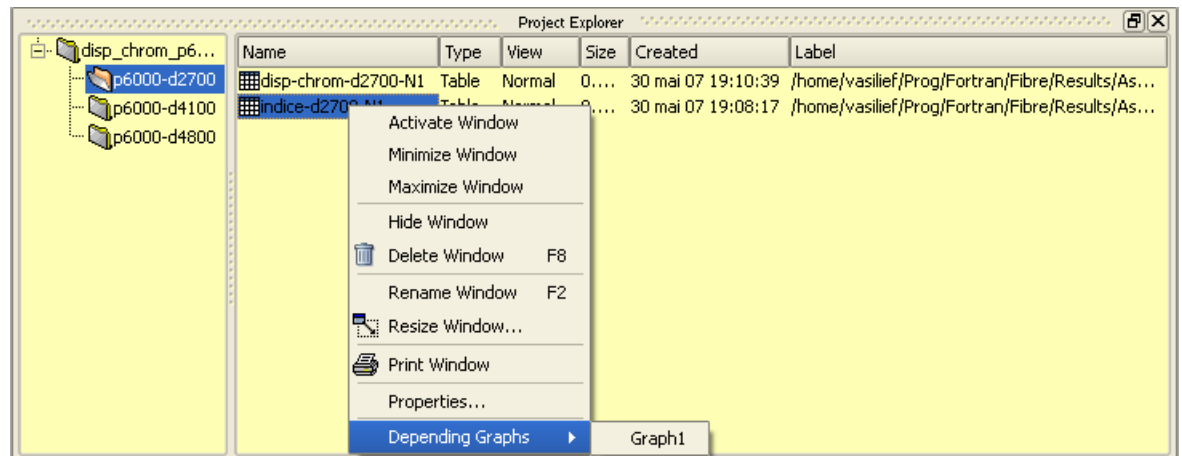 Project Explorer
disp_chrom_p6...
p6000-d2700
p6000-d4100
p6000-d4800
Name Type View Size Created Label
disp-chrom-d2700-N1 Table Normal 0.... 30 mai 07 19:10:39 /home/vasilief/Prog/Fortran/Fibre/Results/As...
indice-d2700-N1 Table Normal 30 mai 07 19:08:17 /home/vasilief/Prog/Fortran/Fibre/Results/As...
Activate Window
Minimize Window
Maximize Window
Hide Window
Delete Window F8
Rename Window F2
Resize Window...
Print Window
Properties...
Depending Graphs
Graph1